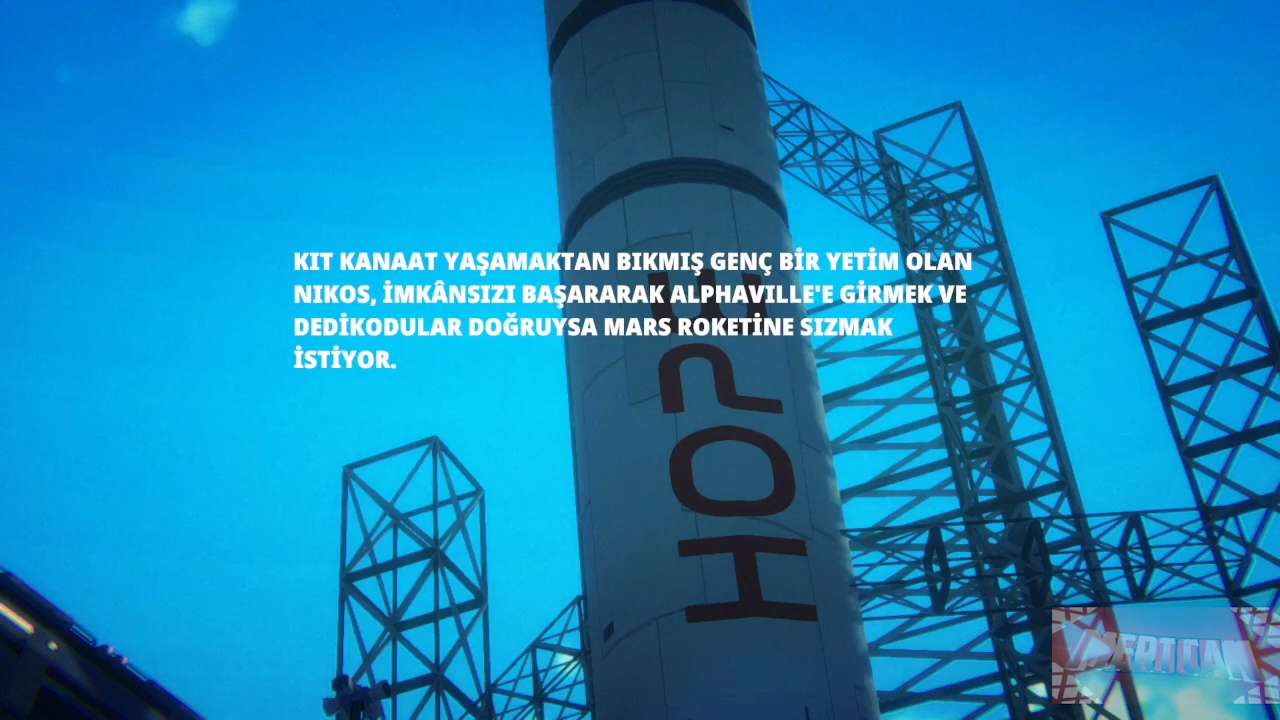 KIT KANAAT YAŞAMAKTAN BIKMIŞ GENÇ BİR YETİM OLAN
NIKOS, İMKÂNSIZI BAŞARARAK ALPHAVILLE'E GİRMEK VE
DEDİKODULAR DOĞRUYSA MARS ROKETİNE SIZMAK
İSTİYOR.
HOPE